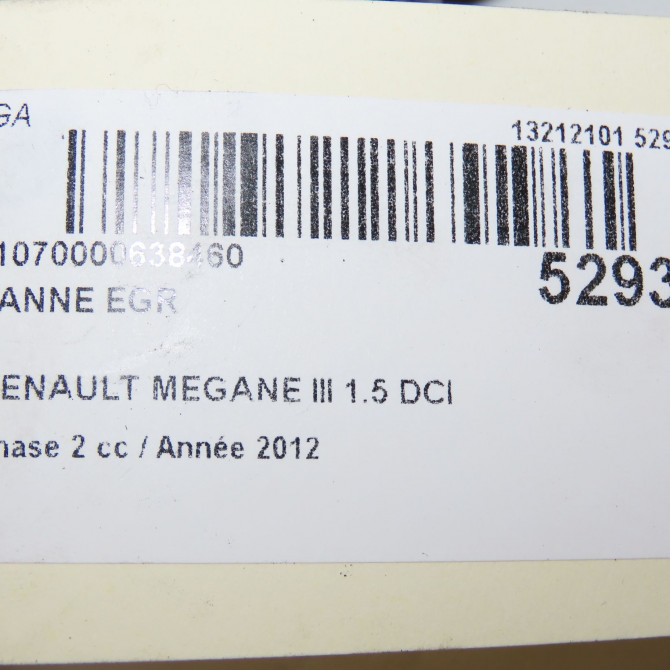 GA
13212101 529
1070000638460
5293
ANNE EGR
ENAULT MEGANE III 1.5 DCI
hase 2 cc / Année 2012